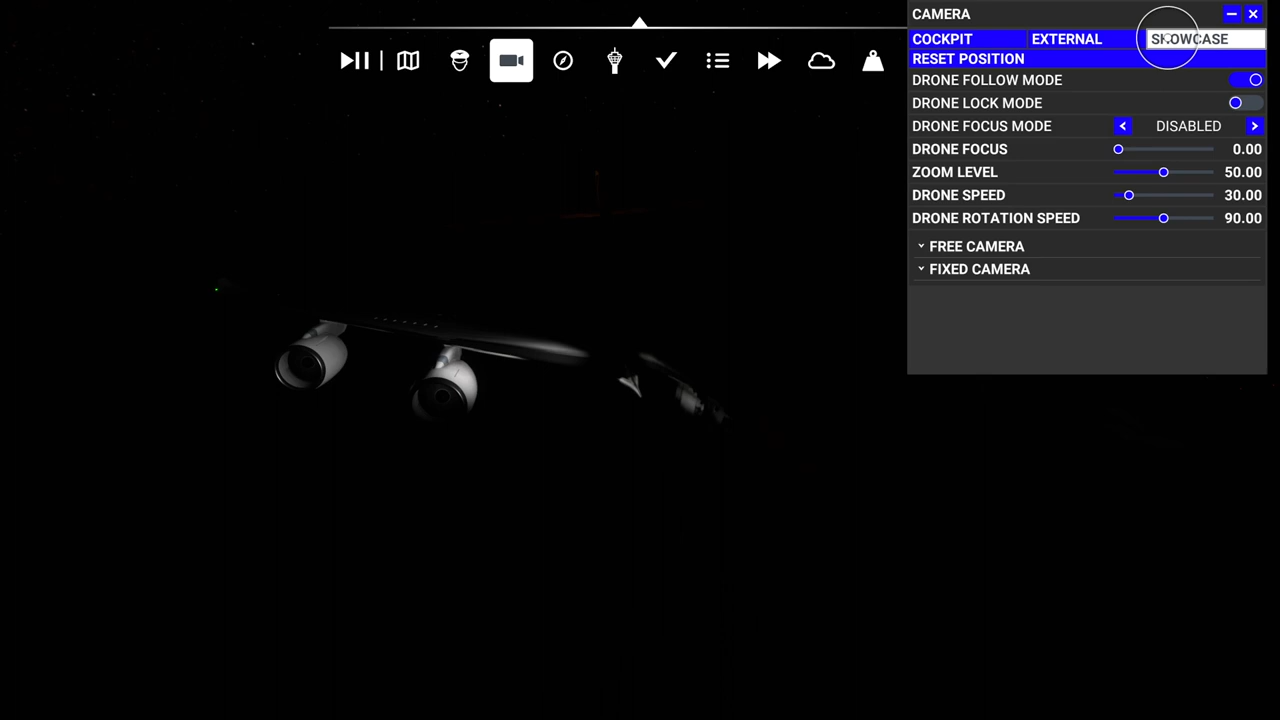 CAMERA
COCKPIT EXTERNAL SHOWCASE
RESET POSITION
DRONE FOLLOW MODE
DRONE LOCK MODE
DRONE FOCUS MODE DISABLED
DRONE FOCUS 0.00
ZOOM LEVEL 50.00
DRONE SPEED 30.00
DRONE ROTATION SPEED 90.00
FREE CAMERA
FIXED CAMERA